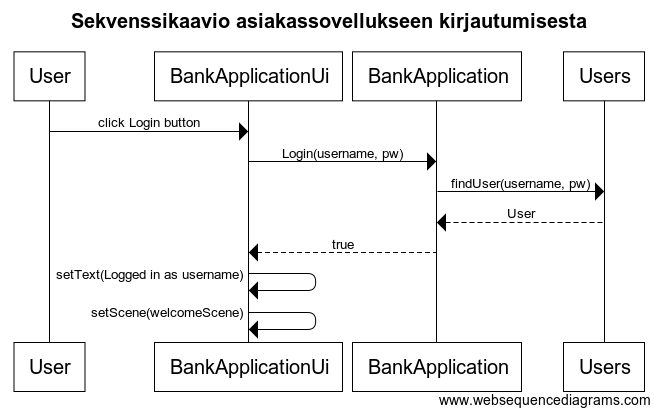 Sekvenssikaavio asiakassovellukseen kirjautumisesta
User BankApplicationUi BankApplication Users
click Login button
Login(username, pw)
findUser(username, pw)
User
true
setText(Logged in as username)
setScene(welcomeScene)
User BankApplicationUi BankApplication Users
www.websequencediagrams.com